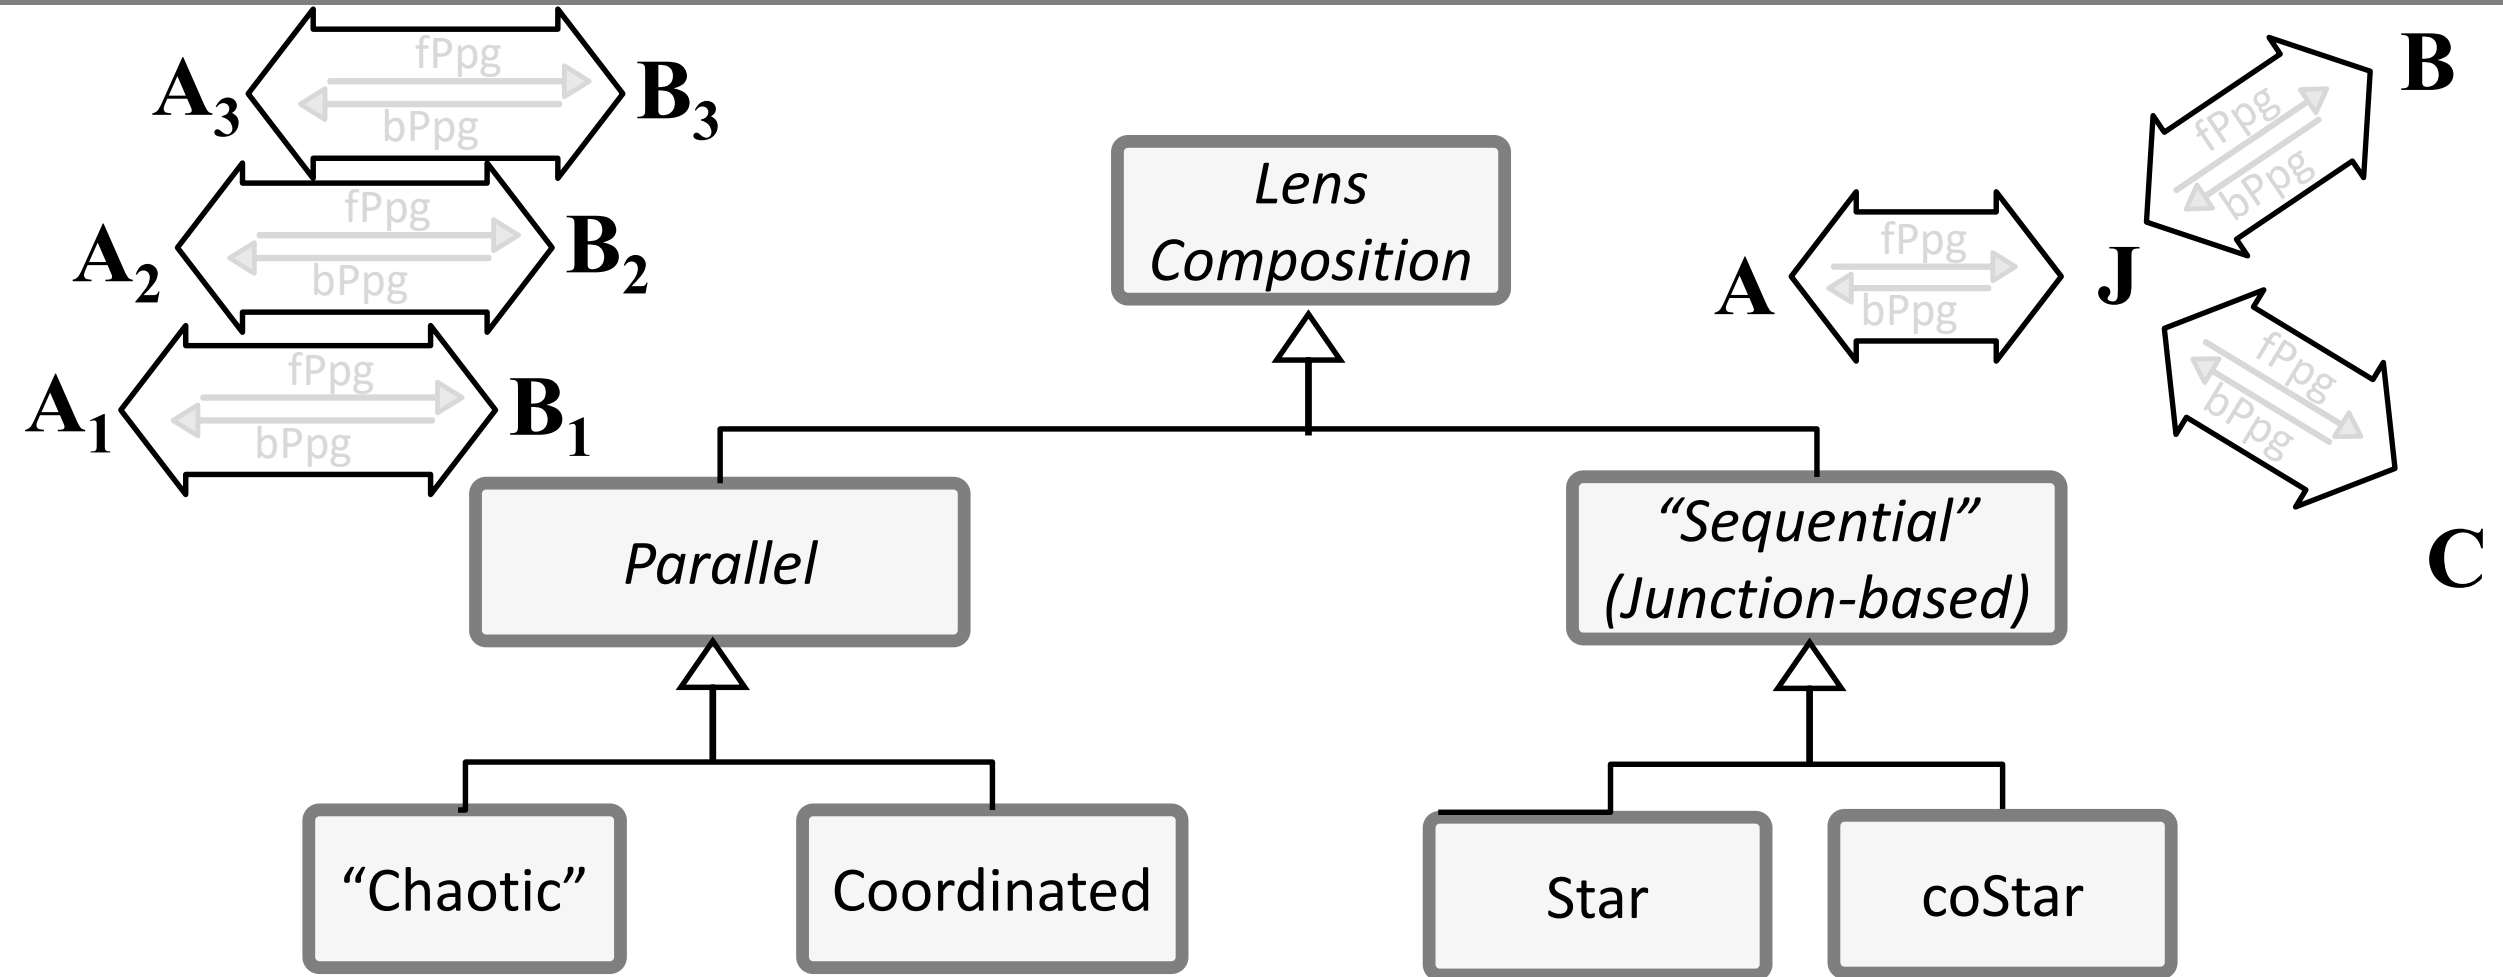 A3
fPpg
bPpg
B3
A2
fPpg
bPpg
B2
A1
fPpg
bPpg
B1
Lens
Composition
A
fPpg
bPpg
J
fPpg
bPpg
B
fPpg
bPpg
C
Parallel
“Sequential”
(Junction-based)
“Chaotic”
Coordinated
Star
coStar